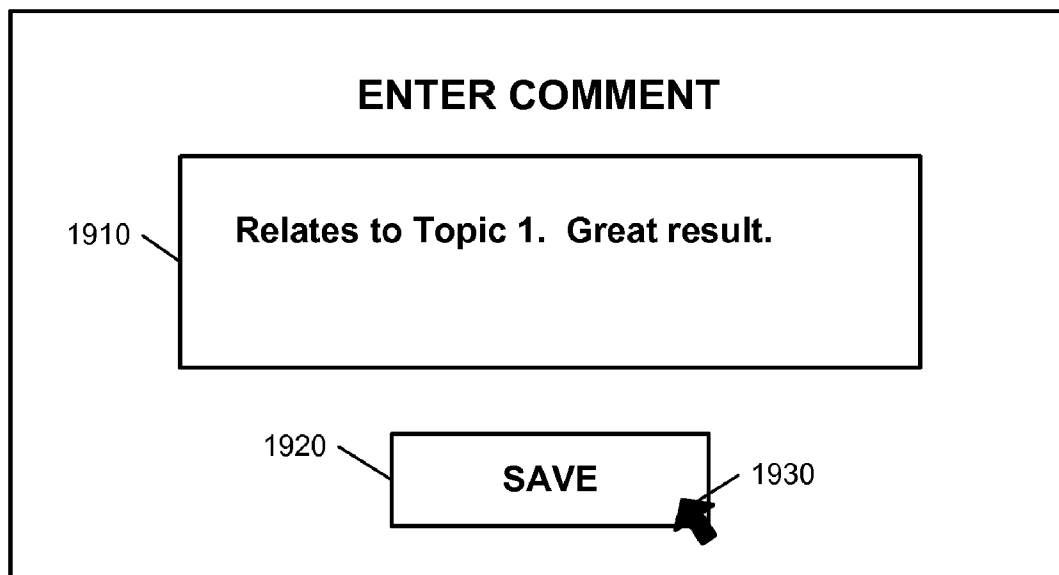 ENTER COMMENT
1910
Relates to Topic 1. Great result.
1920
SAVE
1930